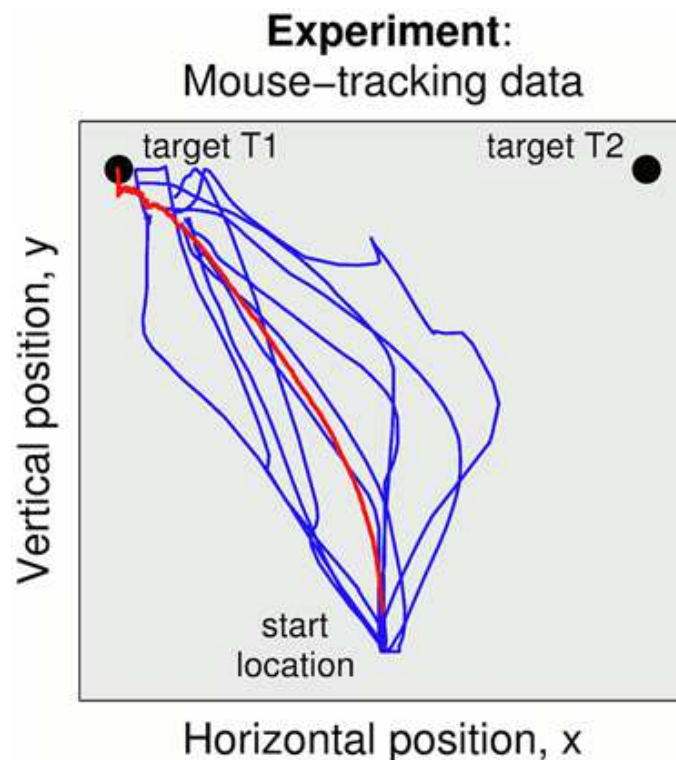 Experiment:
Mouse−tracking data
target T1
target T2
Vertical position, y
start
location
Horizontal position, x